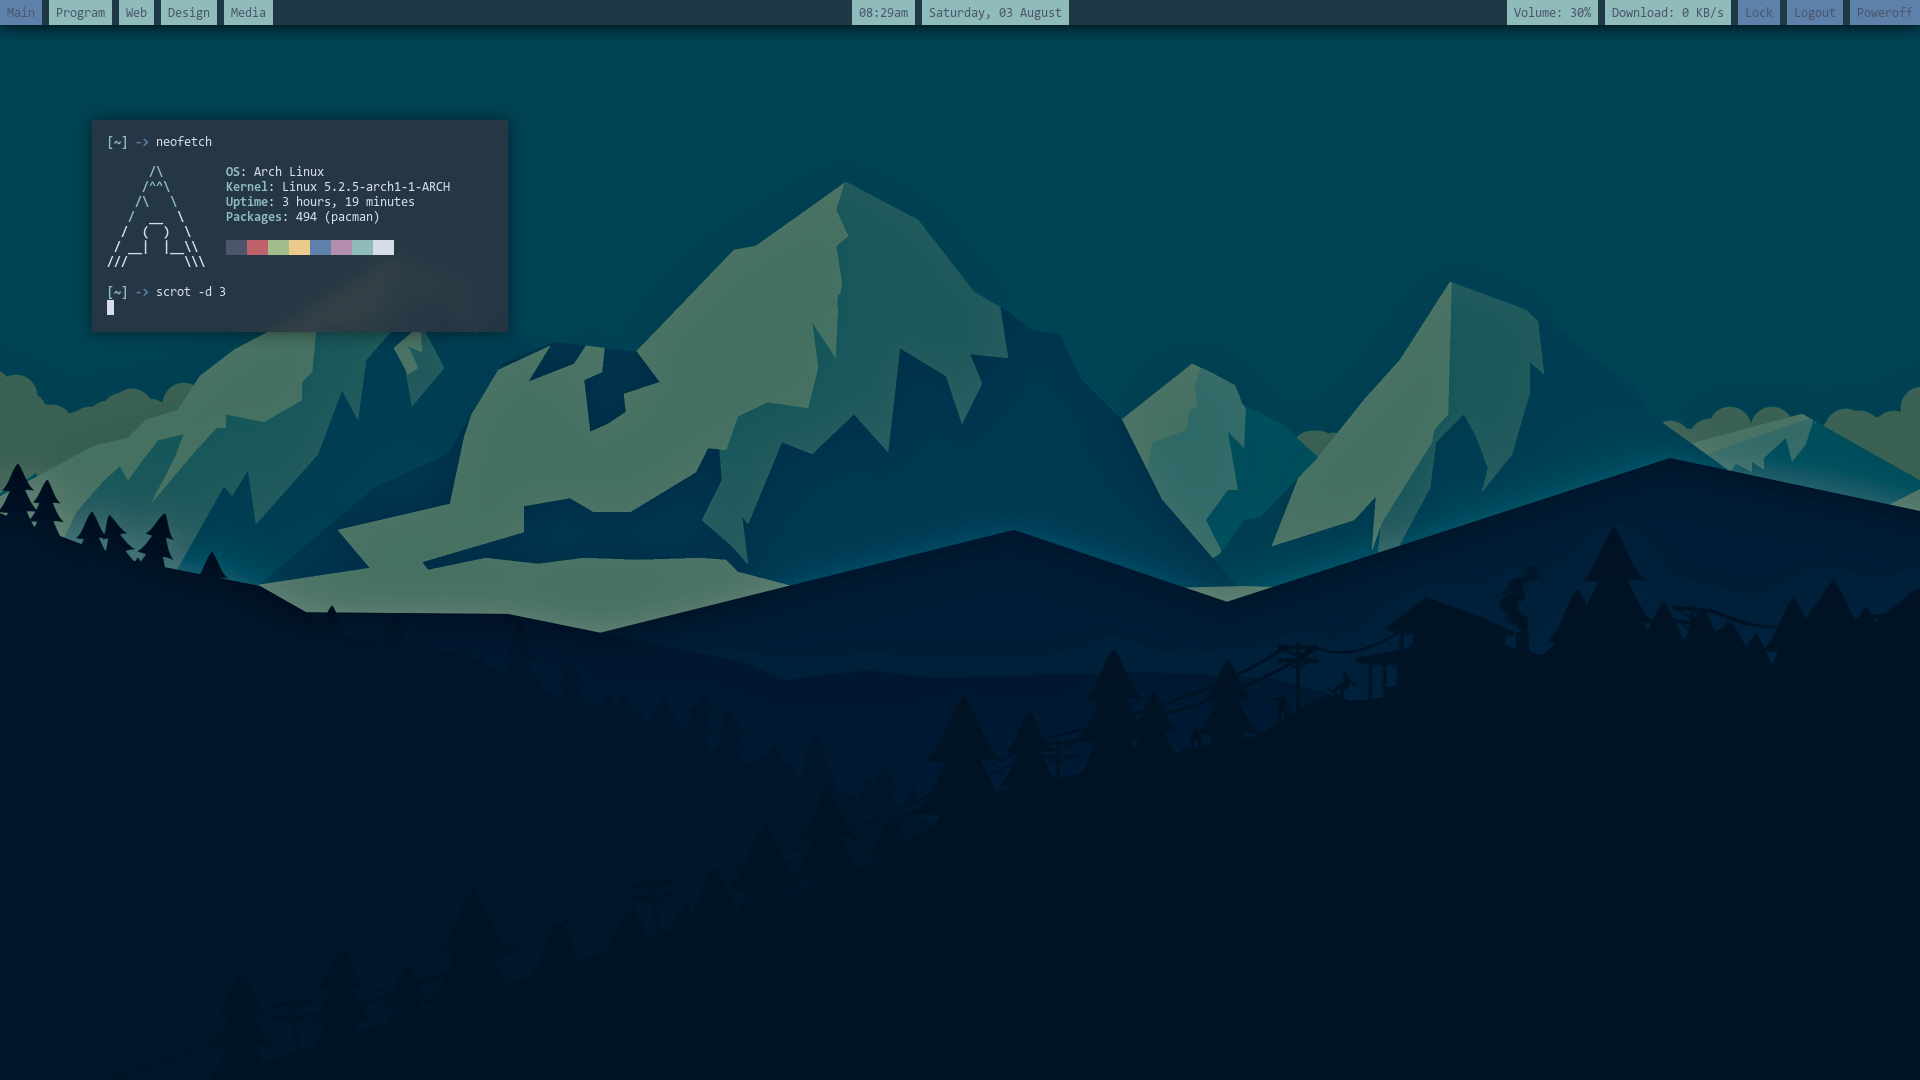 Main Program Web Design Media 08:29am Saturday, 03 August Volume: 30% Download: 0 KB/s Lock Logout Poweroff
[~] -> neofetch
OS: Arch Linux
Kernel: Linux 5.2.5-arch1-1-ARCH
Uptime: 3 hours, 19 minutes
Packages: 494 (pacman)
[~] -> scrot -d 3